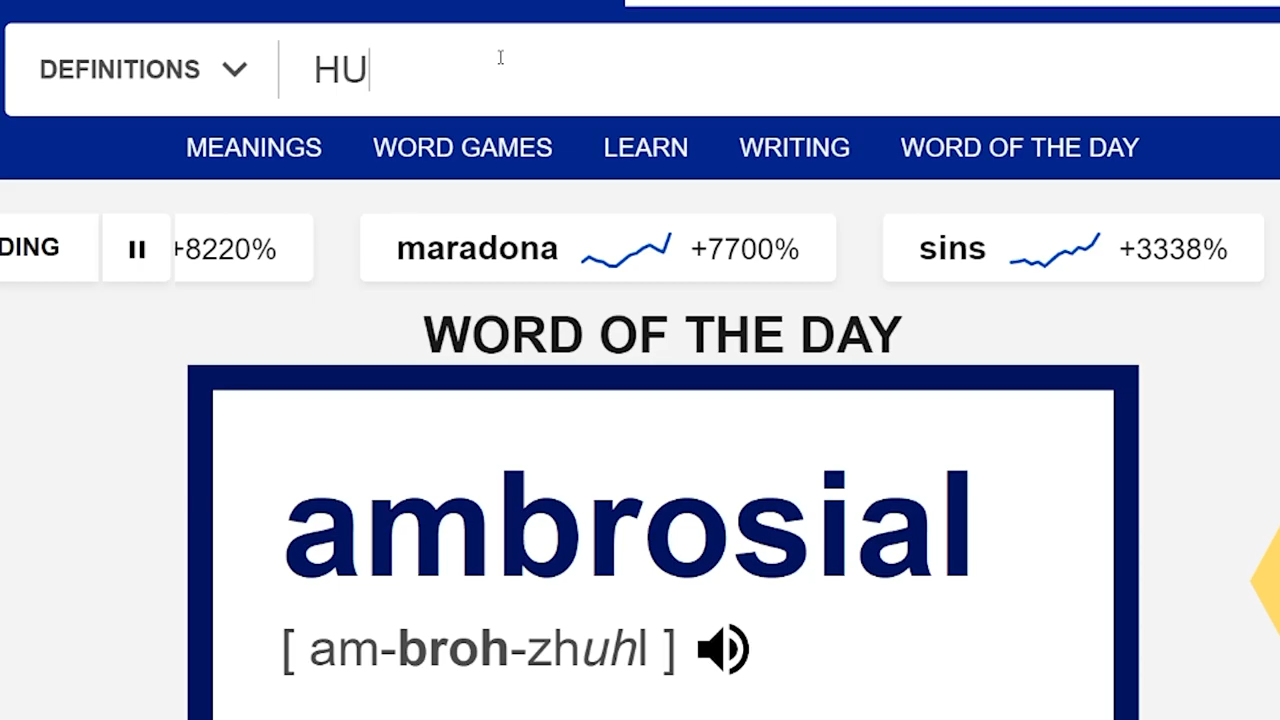 DEFINITIONS HU
MEANINGS WORD GAMES LEARN WRITING WORD OF THE DAY
DING +8220% maradona +7700% sins +3338%
WORD OF THE DAY
ambrosial
[ am-broh-zhuhl ]